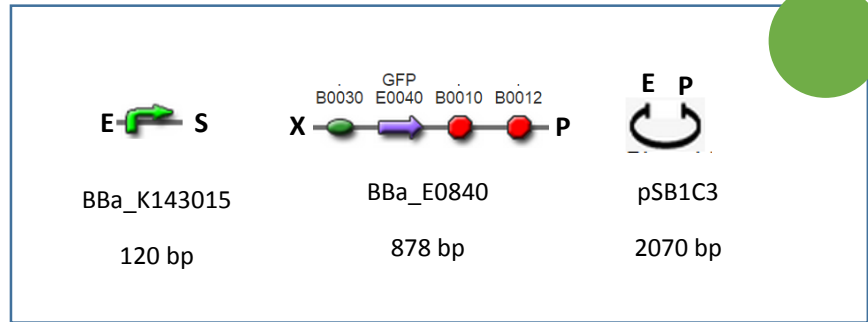 E S
BBa_K143015
120 bp
GFP
B0030 E0040 B0010 B0012
X P
BBa_E0840
878 bp
E P
pSB1C3
2070 bp